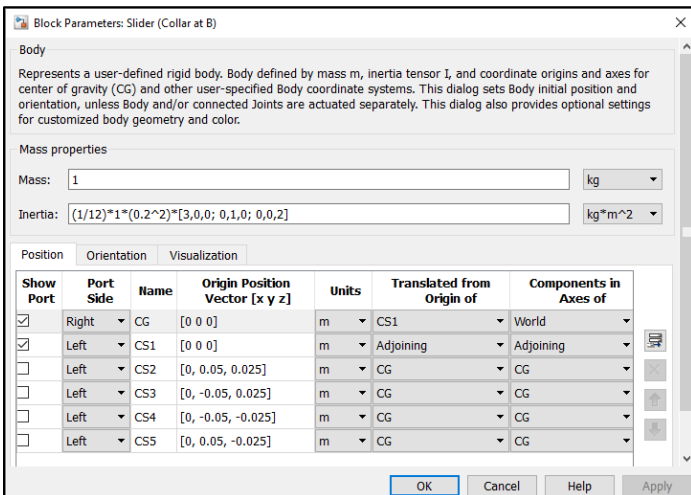 Block Parameters: Slider (Collar at B)
Body
Represents a user-defined rigid body. Body defined by mass m, inertia tensor I, and coordinate origins and axes for
center of gravity (CG) and other user-specified Body coordinate systems. This dialog sets Body initial position and
orientation, unless Body and/or connected Joints are actuated separately. This dialog also provides optional settings
for customized body geometry and color.
Mass properties
Mass: 1 kg
Inertia: (1/12)*1*(0.2^2)*[3,0,0; 0,1,0; 0,0,2] kg*m^2
Position Orientation Visualization
Show Port Origin Position Translated from Components in
Port Side Name Vector [x y z] Units Origin of Axes of
Right CG [0 0 0] m CS1 World
Left CS1 [0 0 0] m Adjoining Adjoining
Left CS2 [0, 0.05, 0.025] m CG CG
Left CS3 [0, -0.05, 0.025] m CG CG
Left CS4 [0, -0.05, -0.025] m CG CG
Left CS5 [0, 0.05, -0.025] m CG CG
OK Cancel Help Apply